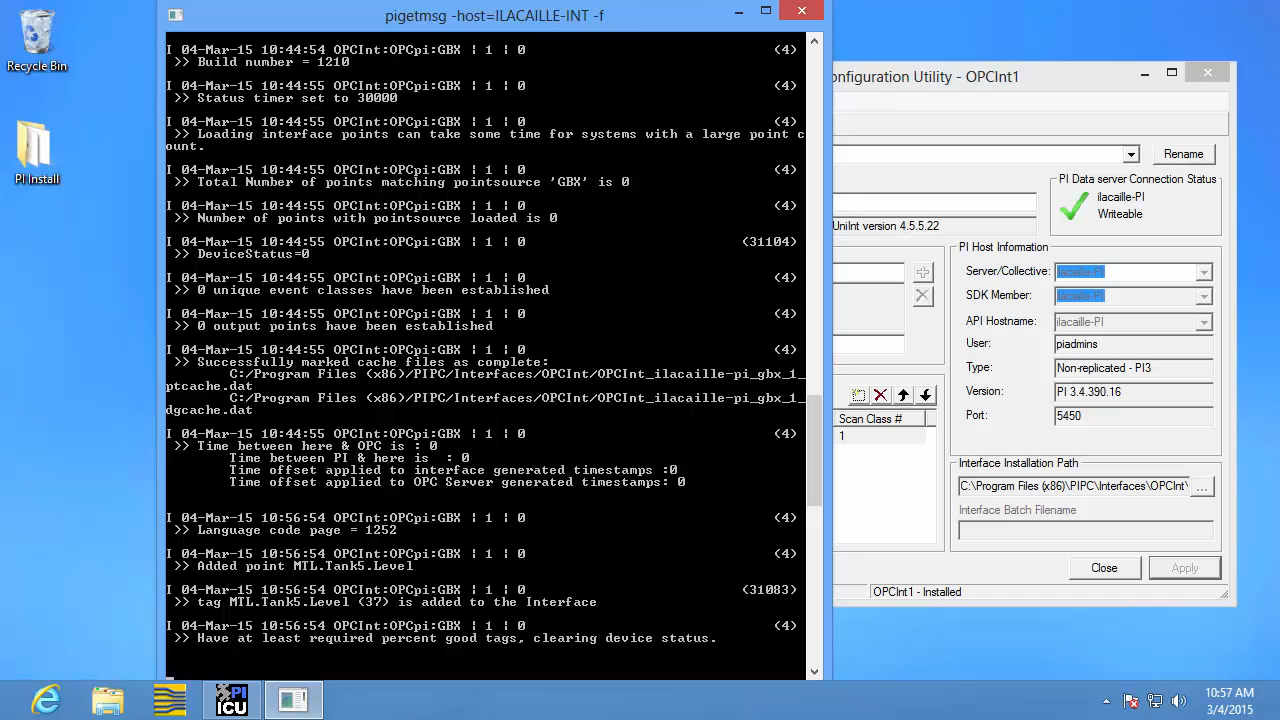 Recycle Bin
PI Install
pigetmsg -host=ILACAILLE-INT -f
I 04-Mar-15 10:44:54 OPCInt:OPCpi:GBX | 1 | 0 (4)
>> Build number = 1210
I 04-Mar-15 10:44:55 OPCInt:OPCpi:GBX | 1 | 0 (4)
>> Status timer set to 30000
I 04-Mar-15 10:44:55 OPCInt:OPCpi:GBX | 1 | 0 (4)
>> Loading interface points can take some time for systems with a large point c
ount.
I 04-Mar-15 10:44:55 OPCInt:OPCpi:GBX | 1 | 0 (4)
>> Total Number of points matching pointsource 'GBX' is 0
I 04-Mar-15 10:44:55 OPCInt:OPCpi:GBX | 1 | 0 (4)
>> Number of points with pointsource loaded is 0
I 04-Mar-15 10:44:55 OPCInt:OPCpi:GBX | 1 | 0 (31104)
>> DeviceStatus=0
I 04-Mar-15 10:44:55 OPCInt:OPCpi:GBX | 1 | 0 (4)
>> 0 unique event classes have been established
I 04-Mar-15 10:44:55 OPCInt:OPCpi:GBX | 1 | 0 (4)
>> 0 output points have been established
I 04-Mar-15 10:44:55 OPCInt:OPCpi:GBX | 1 | 0 (4)
>> Successfully marked cache files as complete:
C:/Program Files (x86)/PIPC/Interfaces/OPCInt/OPCInt_ilacaille-pi_gbx_1_
ptcache.dat
C:/Program Files (x86)/PIPC/Interfaces/OPCInt/OPCInt_ilacaille-pi_gbx_1_
dgcache.dat
I 04-Mar-15 10:44:55 OPCInt:OPCpi:GBX | 1 | 0 (4)
>> Time between here & OPC is : 0
Time between PI & here is : 0
Time offset applied to interface generated timestamps :0
Time offset applied to OPC Server generated timestamps: 0
I 04-Mar-15 10:56:54 OPCInt:OPCpi:GBX | 1 | 0 (4)
>> Language code page = 1252
I 04-Mar-15 10:56:54 OPCInt:OPCpi:GBX | 1 | 0 (4)
>> Added point MTL.Tank5.Level
I 04-Mar-15 10:56:54 OPCInt:OPCpi:GBX | 1 | 0 (31083)
>> tag MTL.Tank5.Level (37) is added to the Interface
I 04-Mar-15 10:56:54 OPCInt:OPCpi:GBX | 1 | 0 (4)
>> Have at least required percent good tags, clearing device status.
onfiguration Utility - OPCInt1
Rename
PI Data server Connection Status
ilacaille-PI
Writeable
UniInt version 4.5.5.22
PI Host Information
Server/Collective: ilacaille-PI
SDK Member: ilacaille-PI
API Hostname: ilacaille-PI
User: piadmins
Type: Non-replicated - PI3
Version: PI 3.4.390.16
Port: 5450
Scan Class #
1
Interface Installation Path
C:\Program Files (x86)\PIPC\Interfaces\OPCInt\ ...
Interface Batch Filename
Close Apply
OPCInt1 - Installed
PI
ICU
10:57 AM
3/4/2015